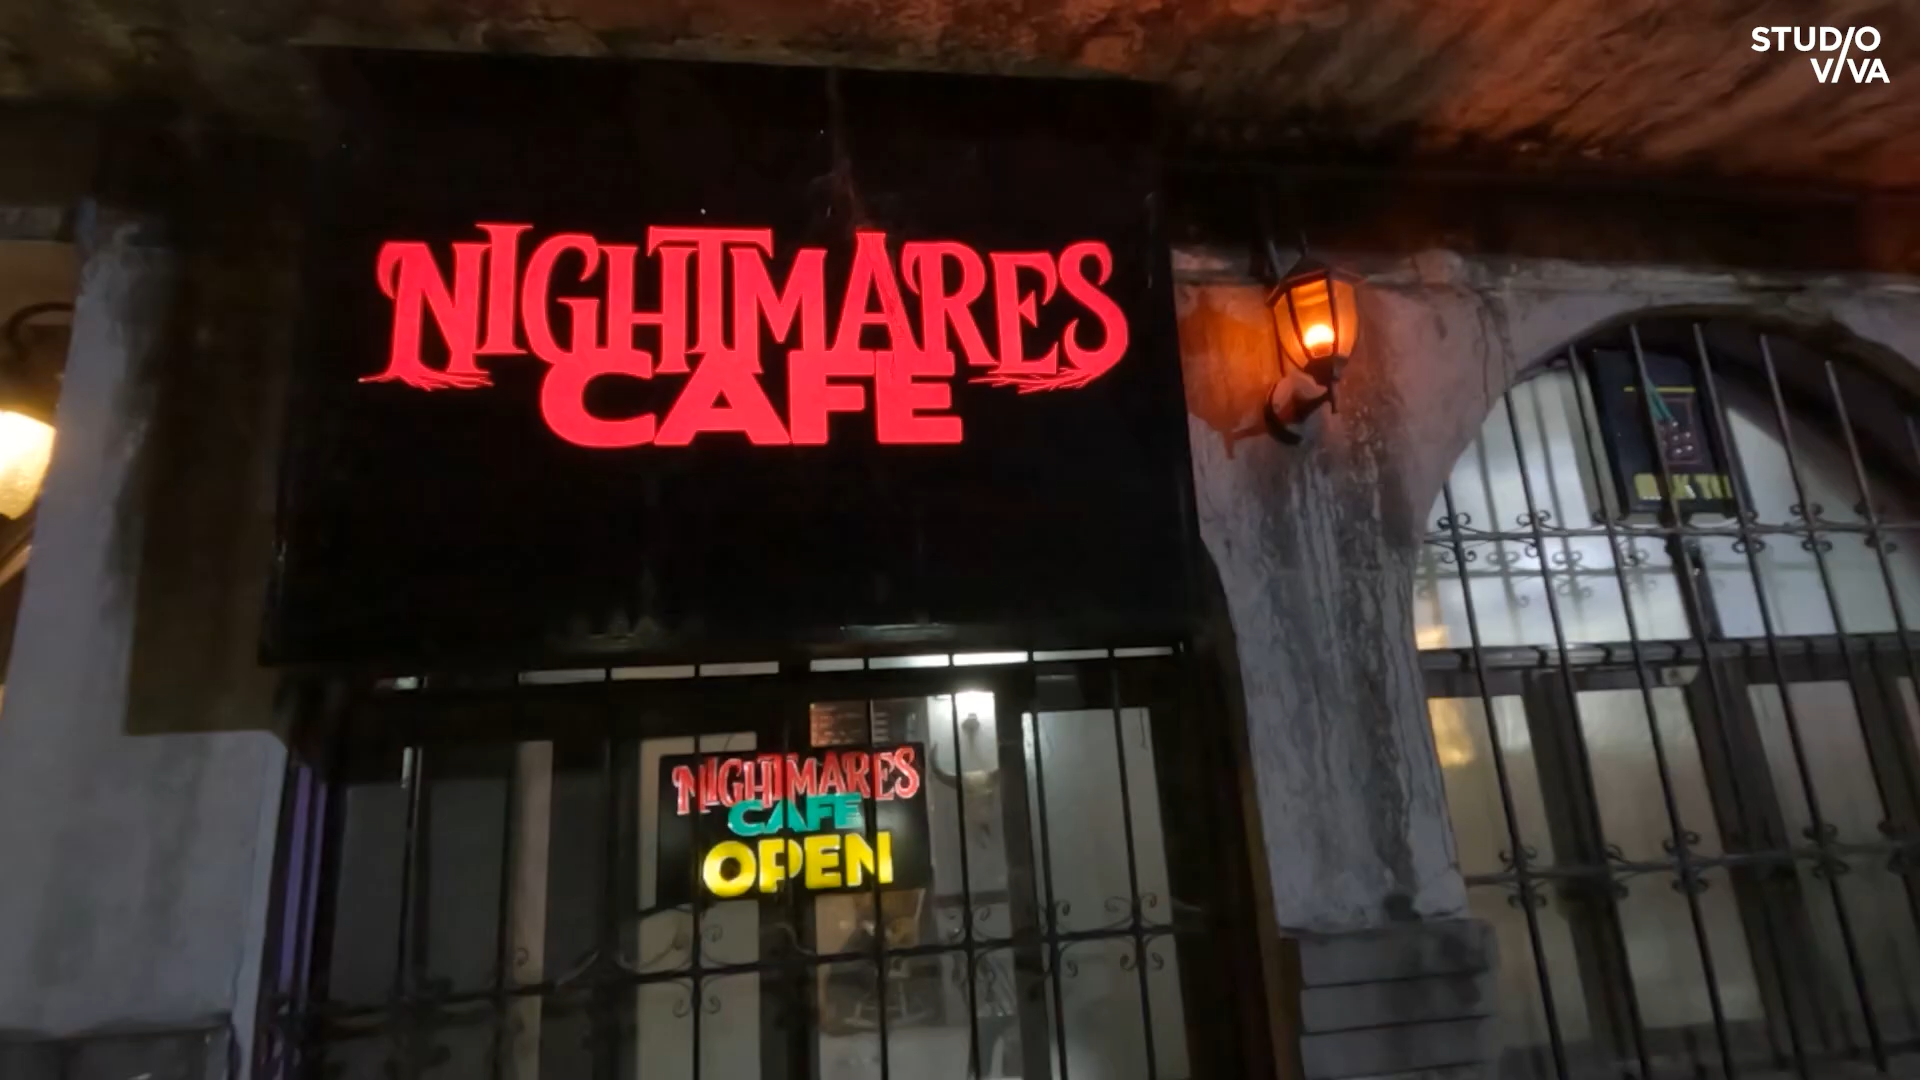 STUDIO
VIVA
NIGHTMARES
CAFE
NIGHTMARES
CAFE
OPEN